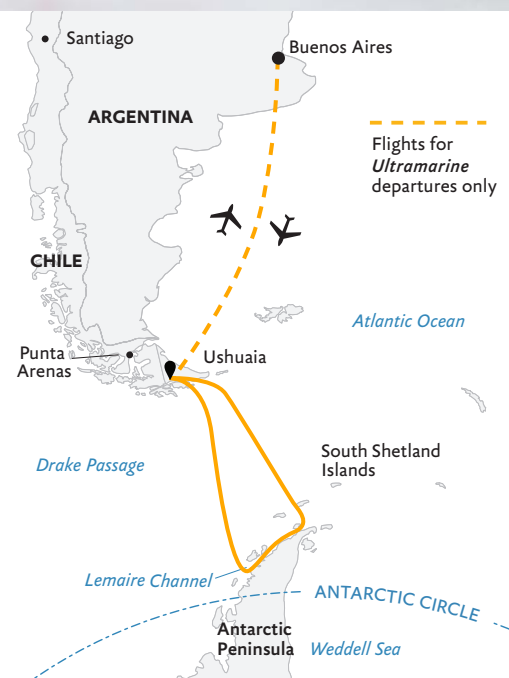 Santiago
Buenos Aires
ARGENTINA
Flights for
Ultramarine
departures only
CHILE
Atlantic Ocean
Punta
Arenas
Ushuaia
Drake Passage
South Shetland
Islands
Lemaire Channel
ANTARCTIC CIRCLE
Antarctic
Peninsula
Weddell Sea